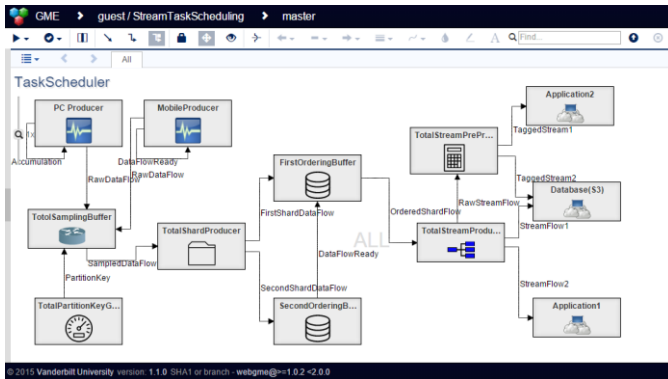 GME > guest / StreamTaskScheduling > master
Find...
All
TaskScheduler
PC Producer
MobileProducer
Application2
1x
TotalStreamPrePr...
TaggedStream1
Accumulation
DataFlowReady
RawDataFlow
RawDataFlow
FirstOrderingBuffer
TaggedStream2
Database(S3)
RawStreamFlow
OrderedShardFlow
FirstShardDataFlow
TotolSamplingBuffer
TotalShardProducer
TotalStreamProdu...
StreamFlow1
ALL
DataFlowReady
SampledDataFlow
PartitionKey
StreamFlow2
SecondShardDataFlow
TotalPartitionKeyG...
SecondOrderingB...
Application1
© 2015 Vanderbilt University version: 1.1.0 SHA1 or branch - webgme@>=1.0.2 <2.0.0